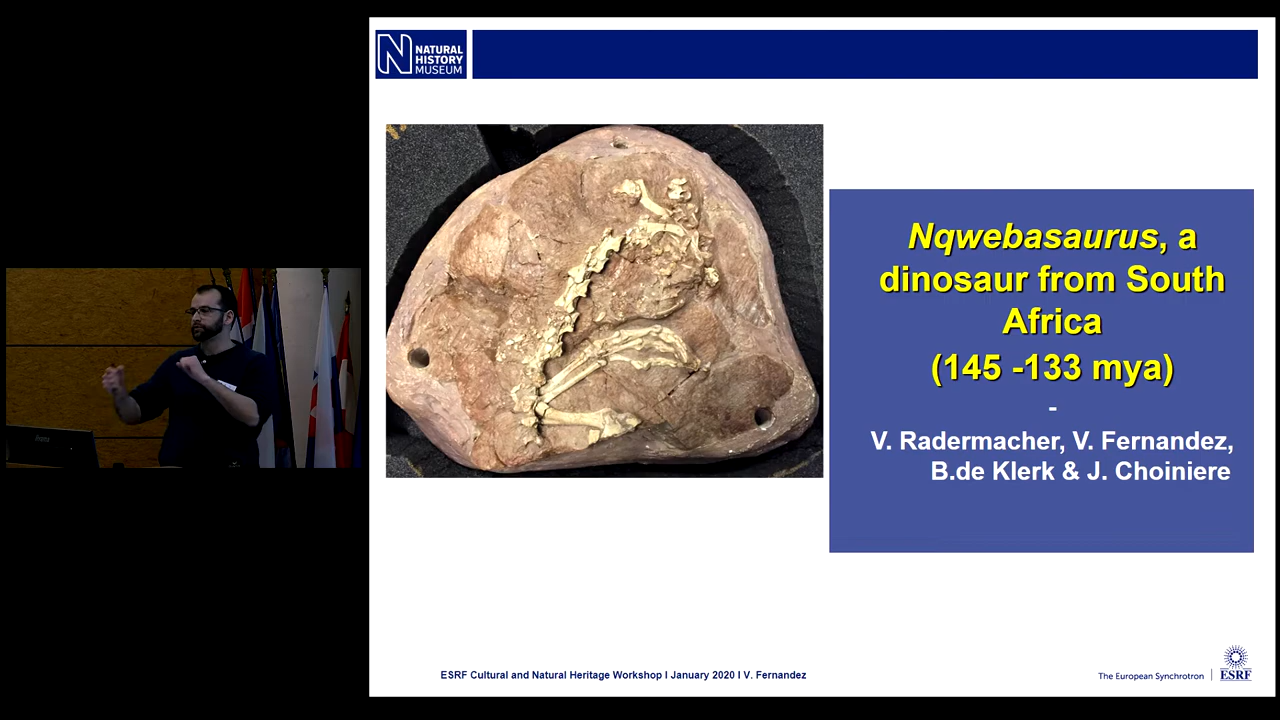 NATURAL
HISTORY
MUSEUM
Nqwebasaurus, a
dinosaur from South
Africa
(145 -133 mya)
-
V. Radermacher, V. Fernandez,
B.de Klerk & J. Choiniere
ESRF Cultural and Natural Heritage Workshop I January 2020 I V. Fernandez
The European Synchrotron
ESRF